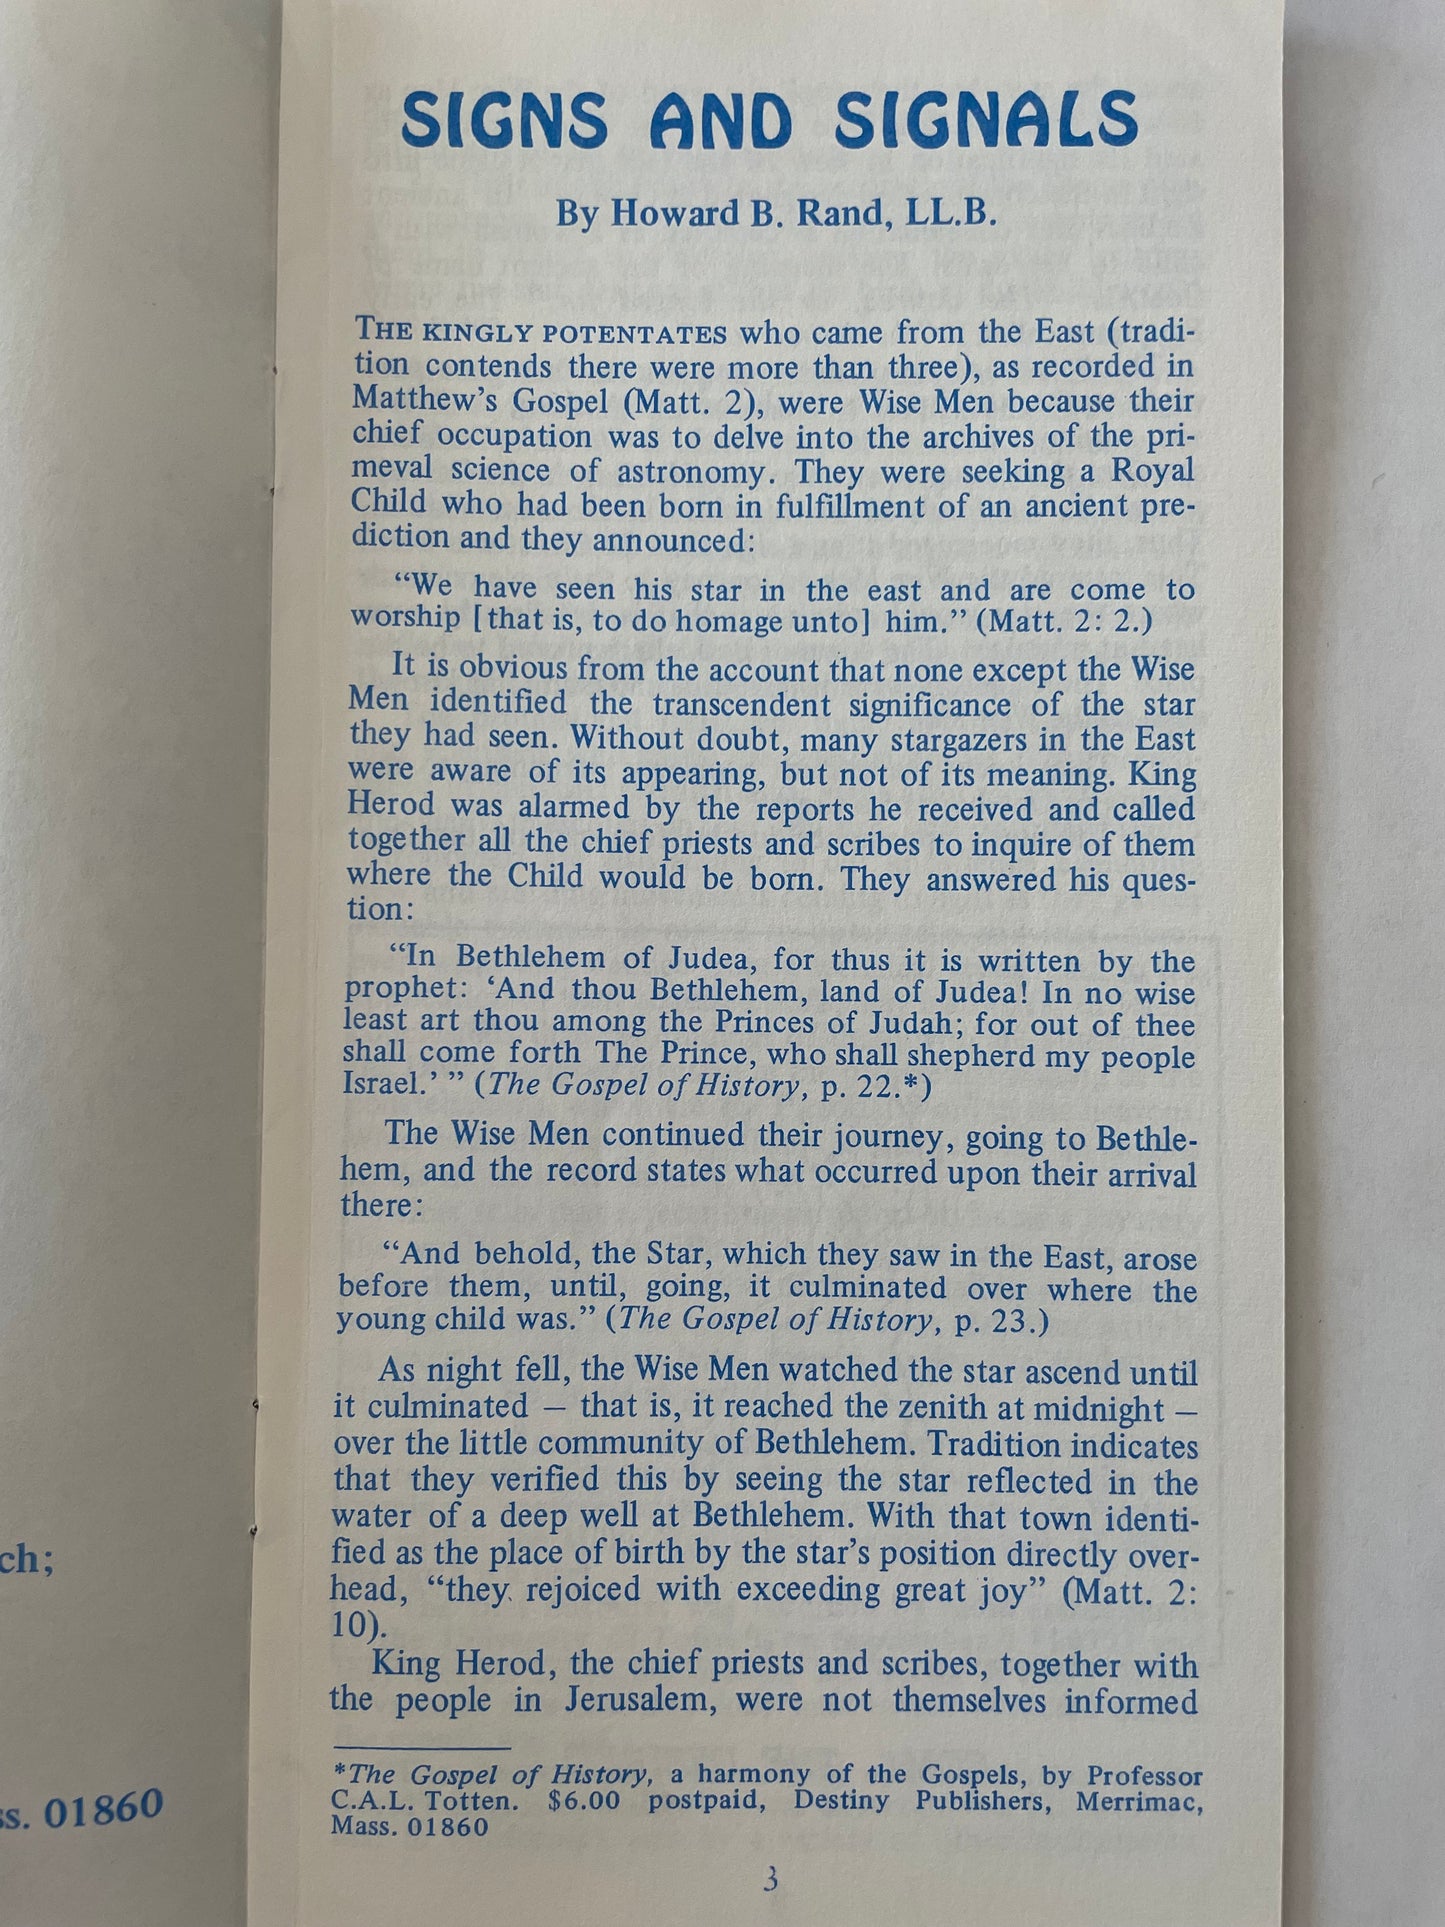 SIGNS AND SIGNALS
By Howard B. Rand, LL.B.
THE KINGLY POTENTATES who came from the East (tradi-
tion contends there were more than three), as recorded in
Matthew's Gospel (Matt. 2), were Wise Men because their
chief occupation was to delve into the archives of the pri-
meval science of astronomy. They were seeking a Royal
Child who had been born in fulfillment of an ancient pre-
diction and they announced:
“We have seen his star in the east and are come to
worship [that is, to do homage unto] him.” (Matt. 2: 2.)
It is obvious from the account that none except the Wise
Men identified the transcendent significance of the star
they had seen. Without doubt, many stargazers in the East
were aware of its appearing, but not of its meaning. King
Herod was alarmed by the reports he received and called
together all the chief priests and scribes to inquire of them
where the Child would be born. They answered his ques-
tion:
“In Bethlehem of Judea, for thus it is written by the
prophet: ‘And thou Bethlehem, land of Judea! In no wise
least art thou among the Princes of Judah; for out of thee
shall come forth The Prince, who shall shepherd my people
Israel.’ ” (The Gospel of History, p. 22.*)
The Wise Men continued their journey, going to Bethle-
hem, and the record states what occurred upon their arrival
there:
“And behold, the Star, which they saw in the East, arose
before them, until, going, it culminated over where the
young child was.” (The Gospel of History, p. 23.)
As night fell, the Wise Men watched the star ascend until
it culminated — that is, it reached the zenith at midnight —
over the little community of Bethlehem. Tradition indicates
that they verified this by seeing the star reflected in the
water of a deep well at Bethlehem. With that town identi-
fied as the place of birth by the star's position directly over-
head, “they rejoiced with exceeding great joy” (Matt. 2:
10).
King Herod, the chief priests and scribes, together with
the people in Jerusalem, were not themselves informed
*The Gospel of History, a harmony of the Gospels, by Professor
C.A.L. Totten. $6.00 postpaid, Destiny Publishers, Merrimac,
Mass. 01860
3
ch;
ss. 01860